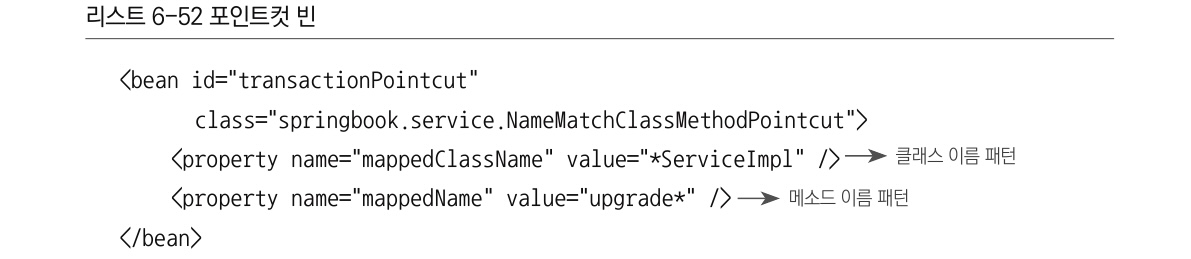 리스트 6-52 포인트컷 빈
<bean id="transactionPointcut"
class="springbook.service.NameMatchClassMethodPointcut">
<property name="mappedClassName" value="*ServiceImpl" /> 클래스 이름 패턴
<property name="mappedName" value="upgrade*" /> 메소드 이름 패턴
</bean>